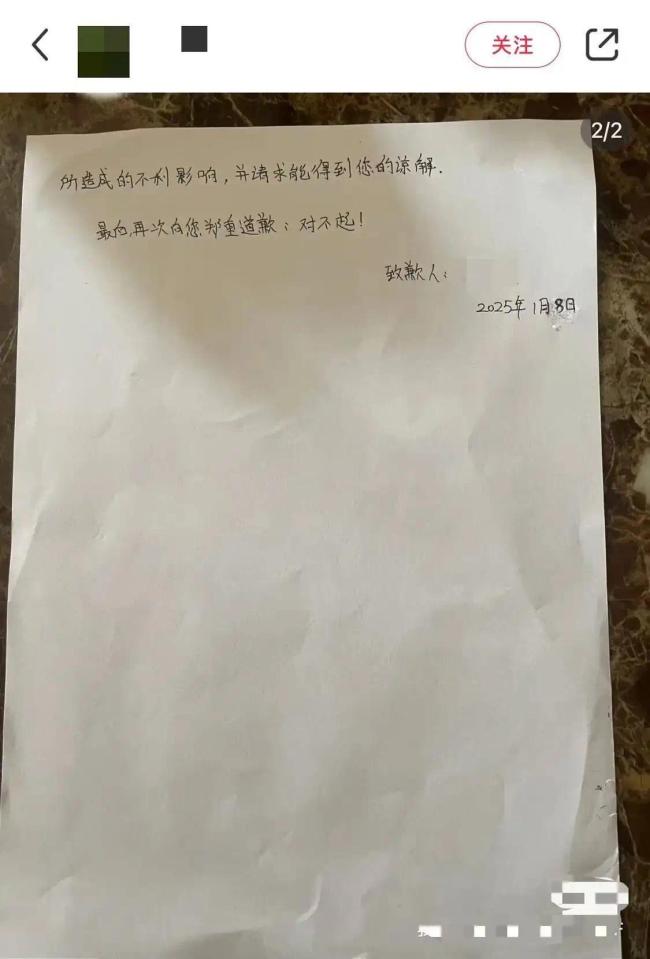 关注
2/2
所造成的不利影响，并请求能得到您的谅解.
最后,再次向您郑重道歉：对不起！
致歉人：
2025年1月8日